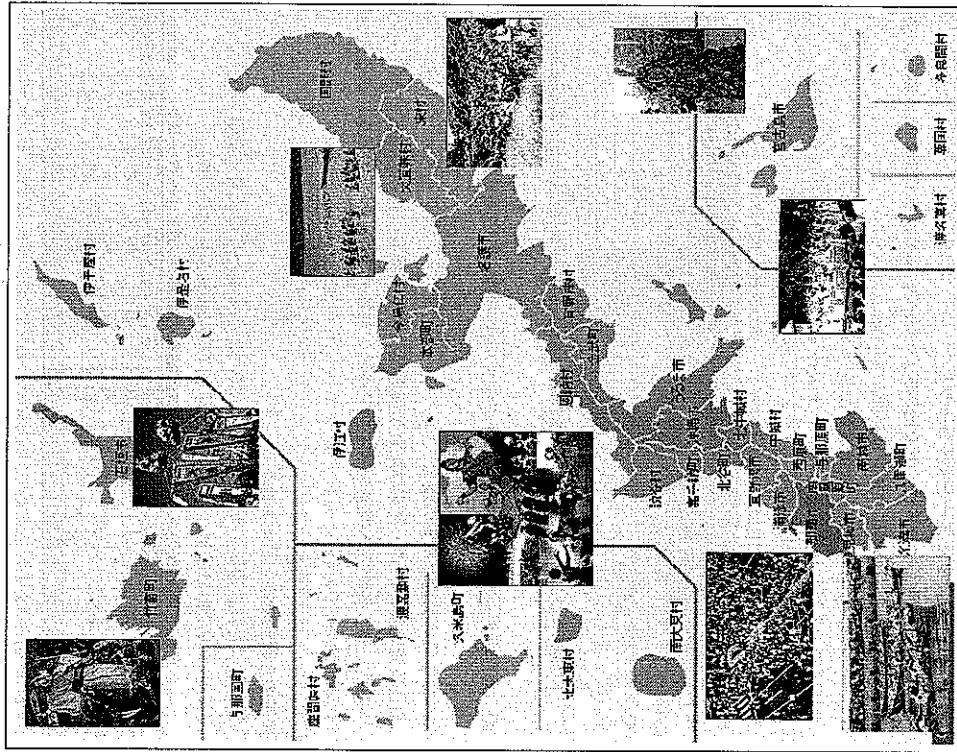 伊平屋村
伊是名村
国頭村
東村
大宜味村
今帰仁村
本部町
名護市
伊江村
宜野座村
金武町
恩納村
うるま市
沖縄市
読谷村
嘉手納町
北谷町
北中城村
中城村
宜野湾市
西原町
浦添市
那覇市
与那原町
南風原町
南城市
八重瀬町
豊見城市
糸満市
石垣市
竹富町
与那国町
座間味村
渡嘉敷村
久米島町
北大東村
南大東村
宮古島市
多良間村
粟国村
渡名喜村